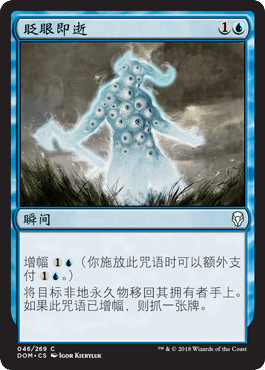 眨眼即逝 1
瞬间
增幅 1（你施放此咒语时可以额外支
付 1。）
将目标非地永久物移回其拥有者手上。
如果此咒语已增幅，则抓一张牌。
046/269 C
DOM • CS IGOR KIERYLUK
™ & © 2018 Wizards of the Coast